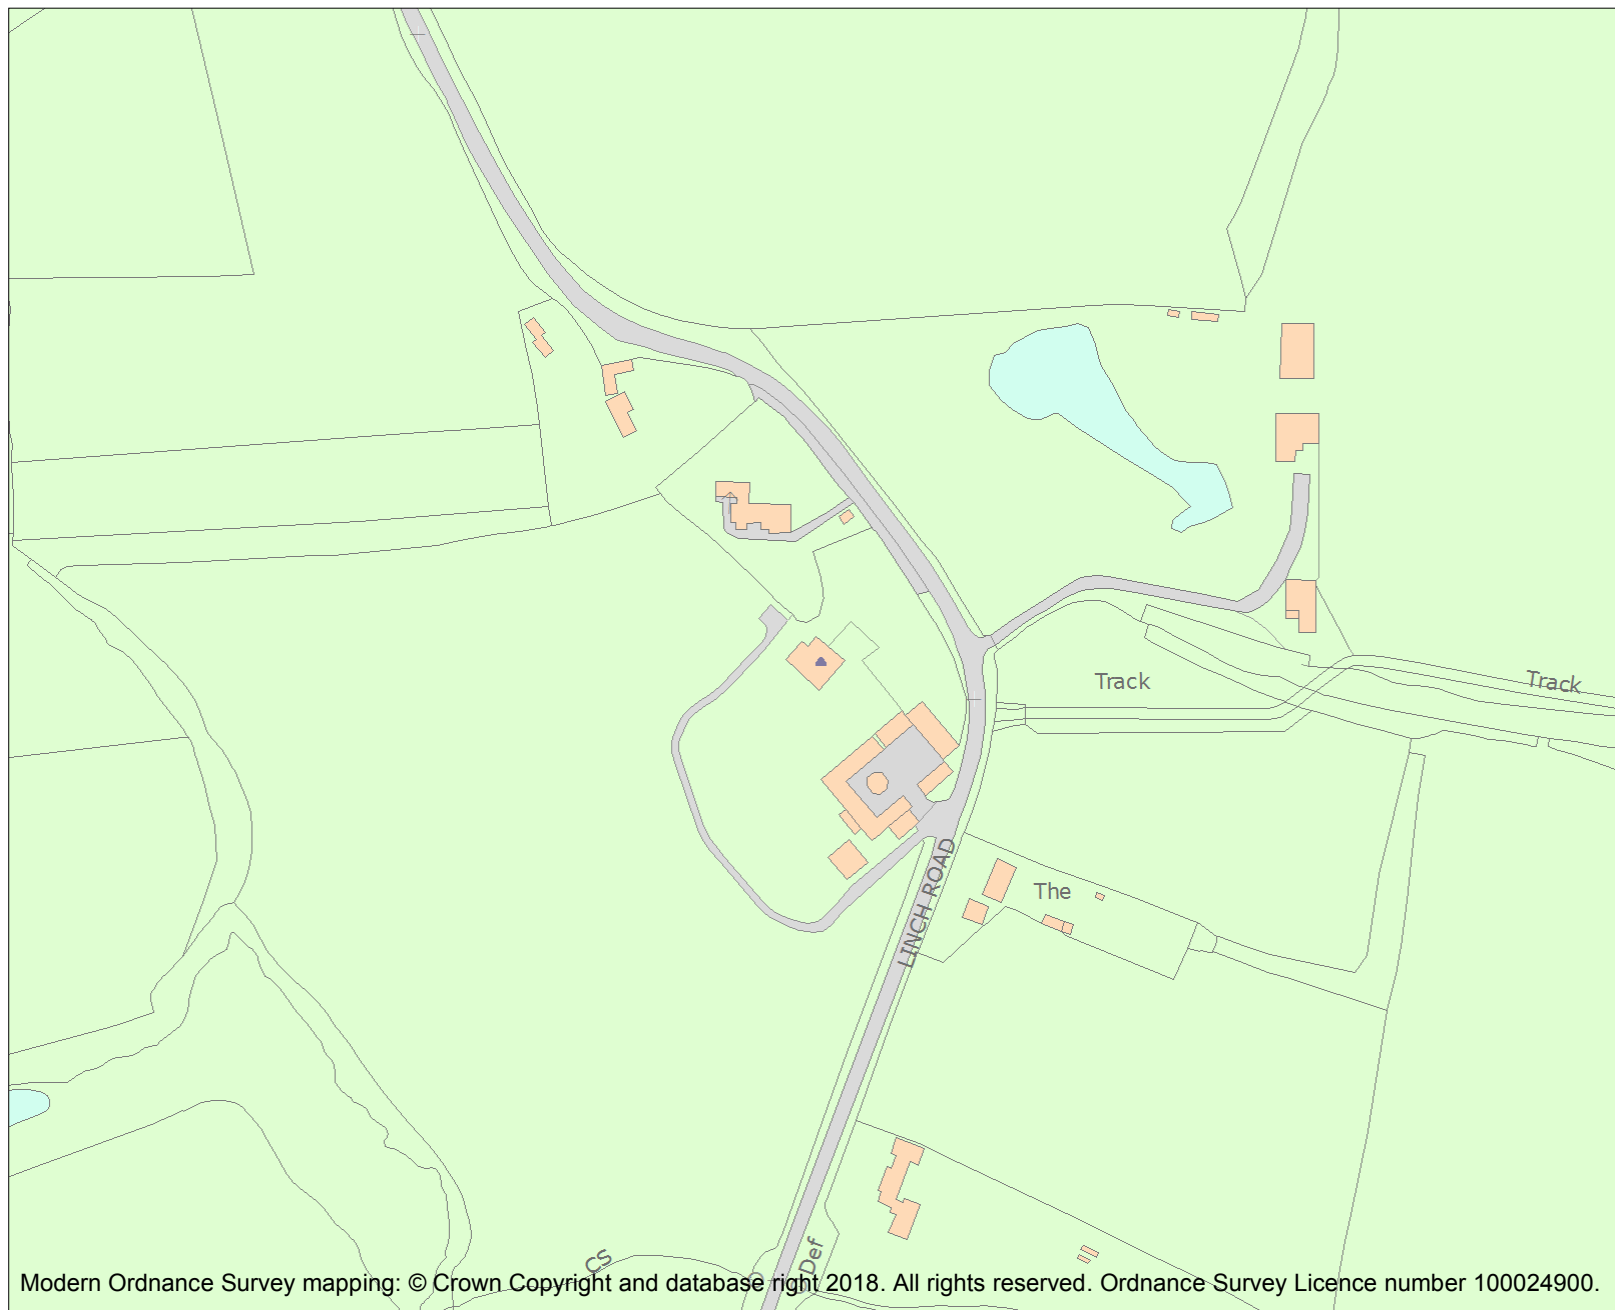 Track
Track
LINCH ROAD
The
CS
Def
Modern Ordnance Survey mapping: © Crown Copyright and database right 2018. All rights reserved. Ordnance Survey Licence number 100024900.